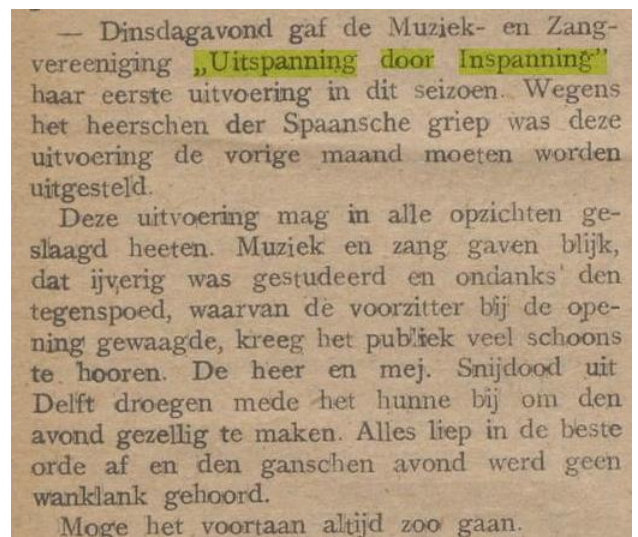 — Dinsdagavond gaf de Muziek- en Zang-
vereeniging „Uitspanning door Inspanning”
haar eerste uitvoering in dit seizoen. Wegens
het heerschen der Spaansche griep was deze
uitvoering de vorige maand moeten worden
uitgesteld.
Deze uitvoering mag in alle opzichten ge-
slaagd heeten. Muziek en zang gaven blijk,
dat ijverig was gestudeerd en ondanks den
tegenspoed, waarvan de voorzitter bij de ope-
ning gewaagde, kreeg het publiek veel schoons
te hooren. De heer en mej. Snijdood uit
Delft droegen mede het hunne bij om den
avond gezellig te maken. Alles liep in de beste
orde af en den ganschen avond werd geen
wanklank gehoord.
Moge het voortaan altijd zoo gaan.